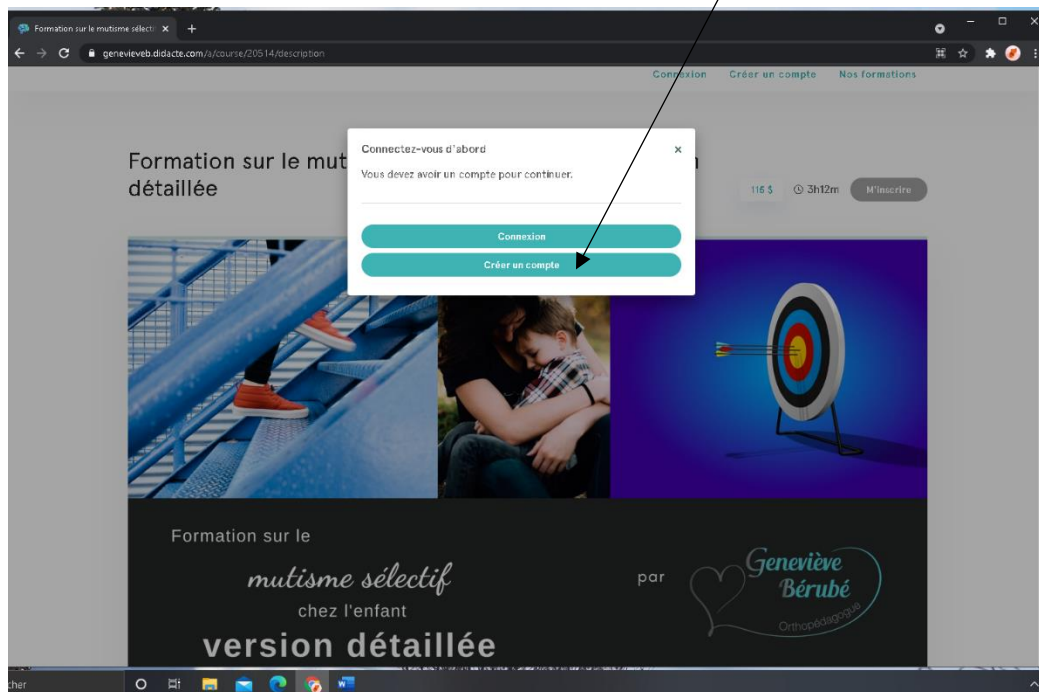 Formation sur le mutisme sélecti
genevieveb.didacte.com/a/course/20514/description
Connexion Créer un compte Nos formations
Connectez-vous d'abord
Vous devez avoir un compte pour continuer.
Connexion
Créer un compte
Formation sur le mut
détaillée
116 $ 3h12m M'inscrire
Formation sur le
mutisme sélectif
chez l'enfant
version détaillée
par
Geneviève
Bérubé
Orthopédagogue
cher